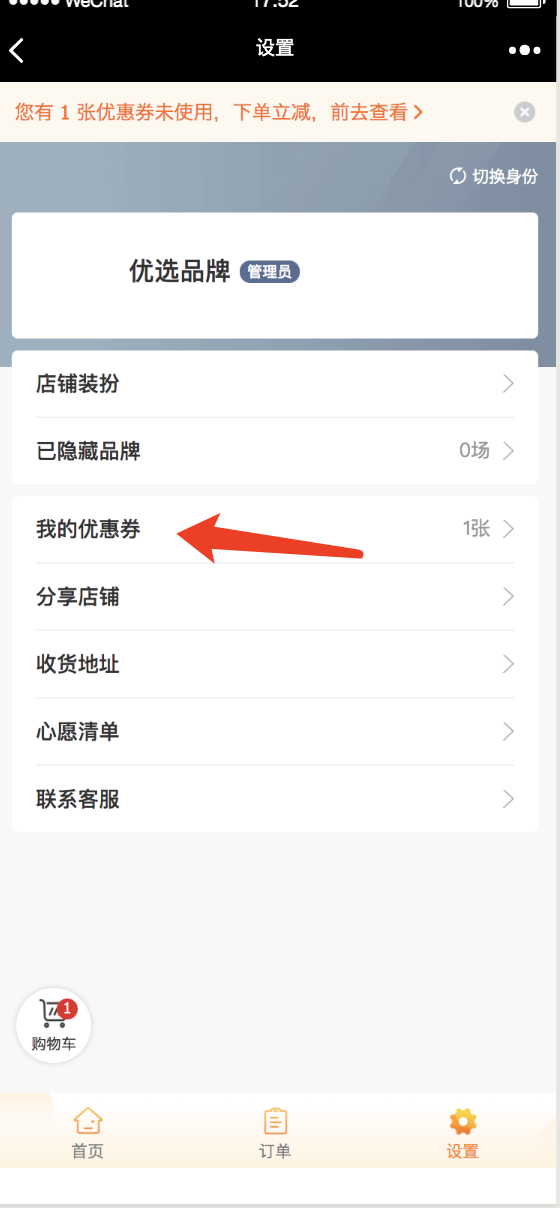 WeChat 17:52 100%
设置
您有 1 张优惠券未使用，下单立减，前去查看
切换身份
优选品牌 管理员
店铺装扮
已隐藏品牌 0场
我的优惠券 1张
分享店铺
收货地址
心愿清单
联系客服
1
购物车
首页 订单 设置